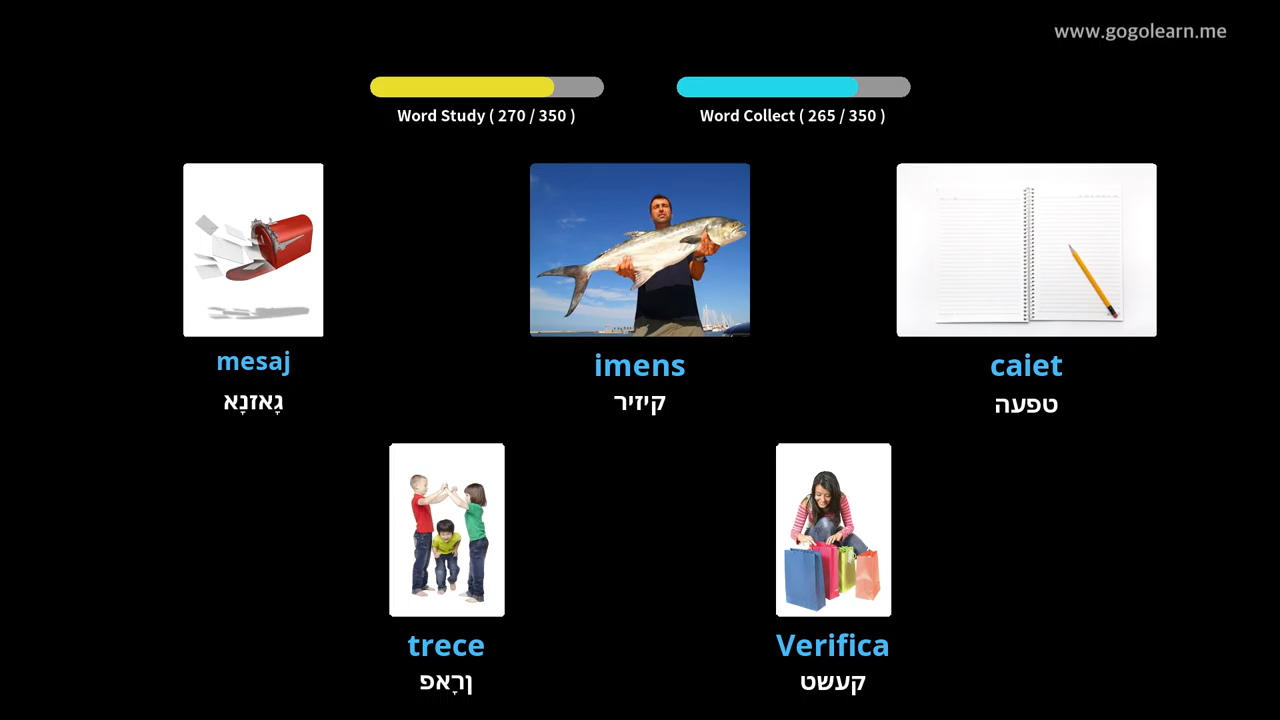 www.gogolearn.me
Word Study ( 270 / 350 )
Word Collect ( 265 / 350 )
mesaj
גָאזנָא
imens
קיזיר
caiet
טפעה
trece
ןרָאפ
Verifica
קעשט